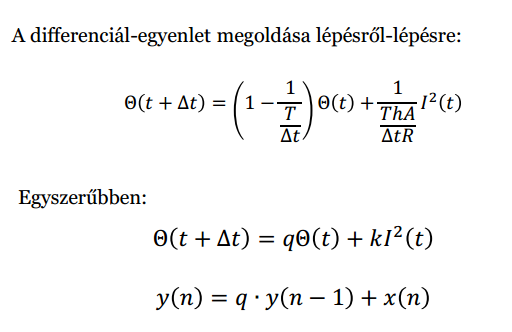 A differenciál-egyenlet megoldása lépésről-lépésre:
Θ(t + Δt) = (1 − 1/(T/Δt)) Θ(t) + 1/(ThA/ΔtR) I²(t)
Egyszerűbben:
Θ(t + Δt) = qΘ(t) + kI²(t)
y(n) = q · y(n − 1) + x(n)